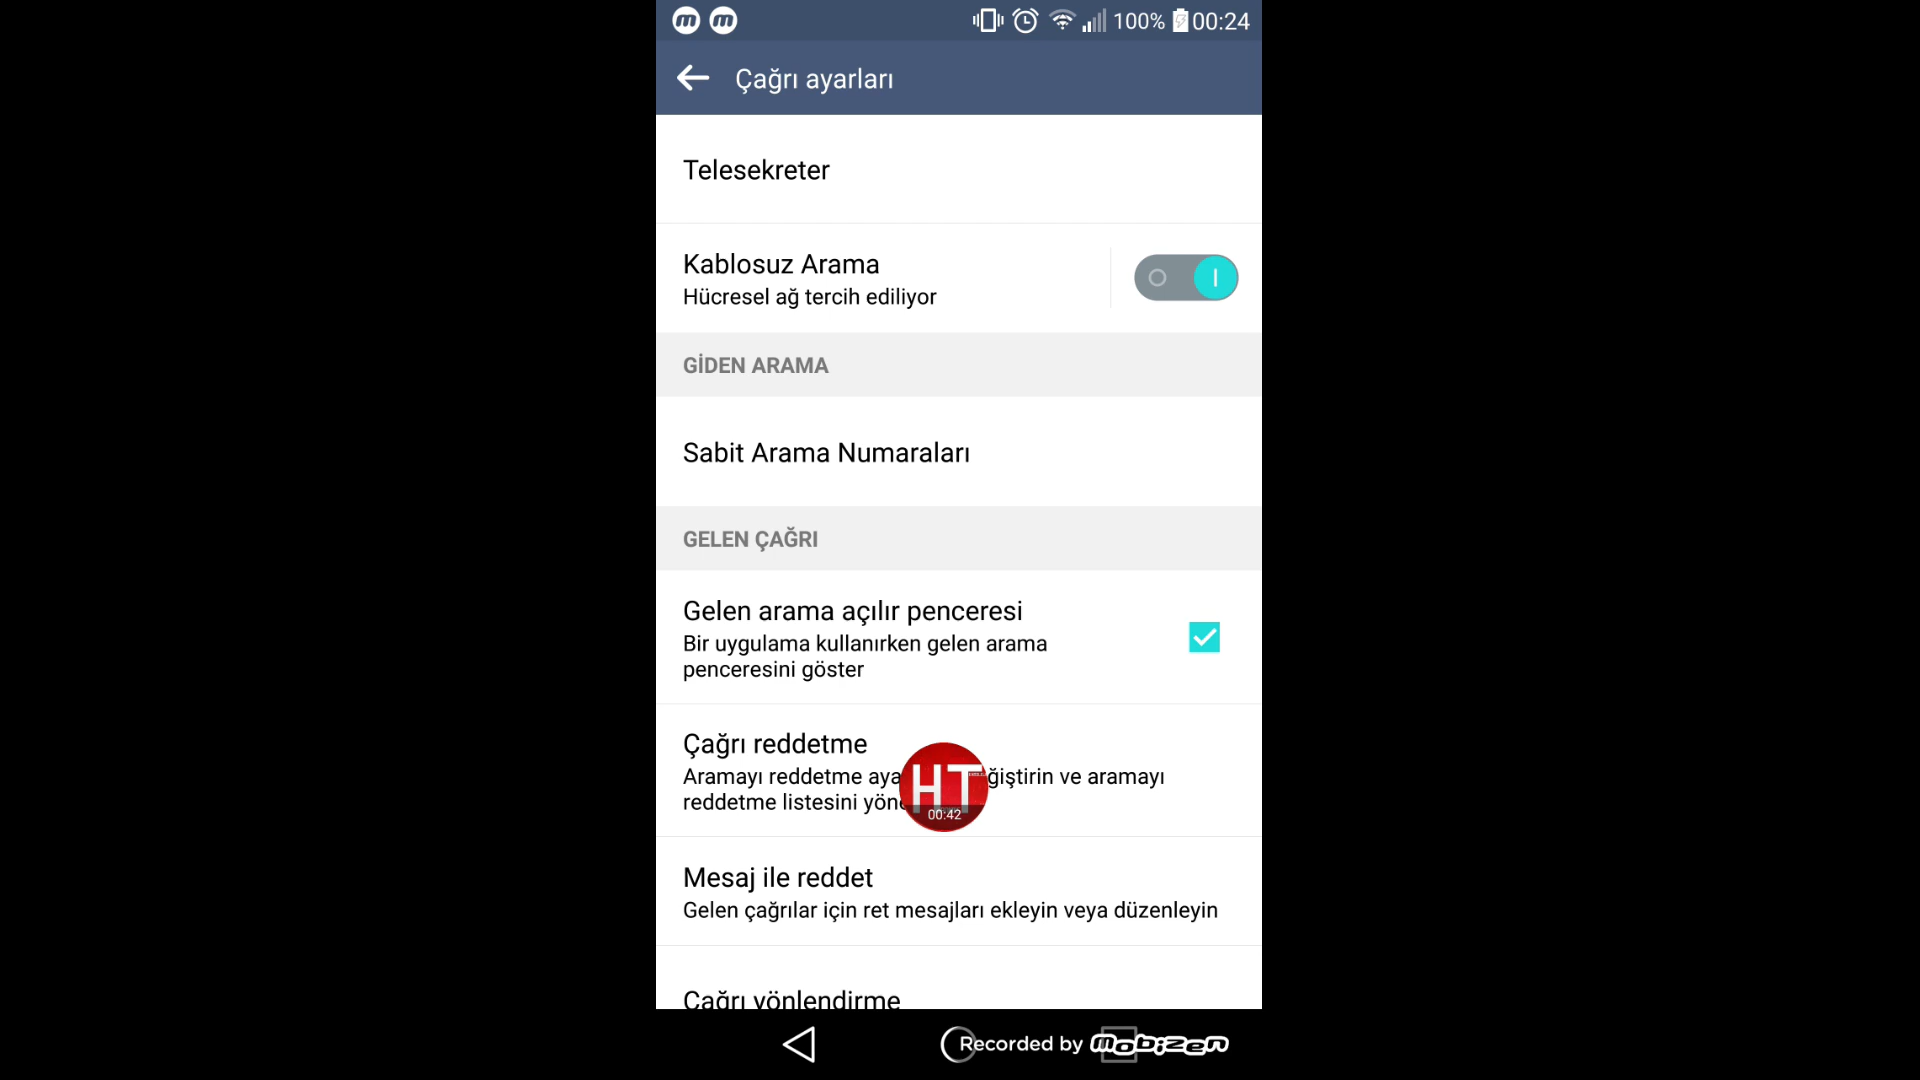 100% 00:24
Çağrı ayarları
Telesekreter
Kablosuz Arama
Hücresel ağ tercih ediliyor
GİDEN ARAMA
Sabit Arama Numaraları
GELEN ÇAĞRI
Gelen arama açılır penceresi
Bir uygulama kullanırken gelen arama
penceresini göster
Çağrı reddetme
Aramayı reddetme ve aramayı
reddetme listesini
HT
00:42
Mesaj ile reddet
Gelen çağrılar için ret mesajları ekleyin veya düzenleyin
Çağrı yönlendirme
Recorded by Mobizen